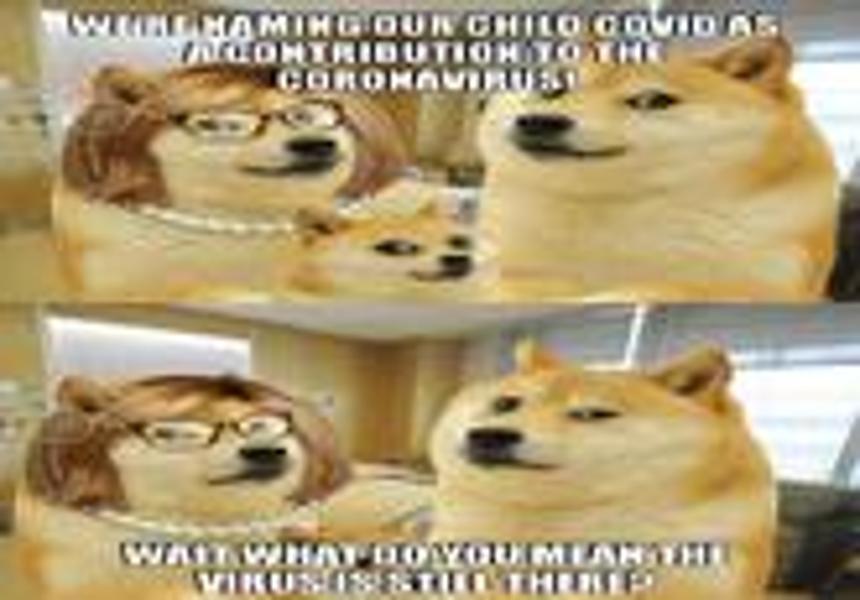 WE'RE NAMING OUR CHILD COVID AS
A CONTRIBUTION TO THE
CORONAVIRUS!
WAIT WHAT DO YOU MEAN THE
VIRUS IS STILL THERE?